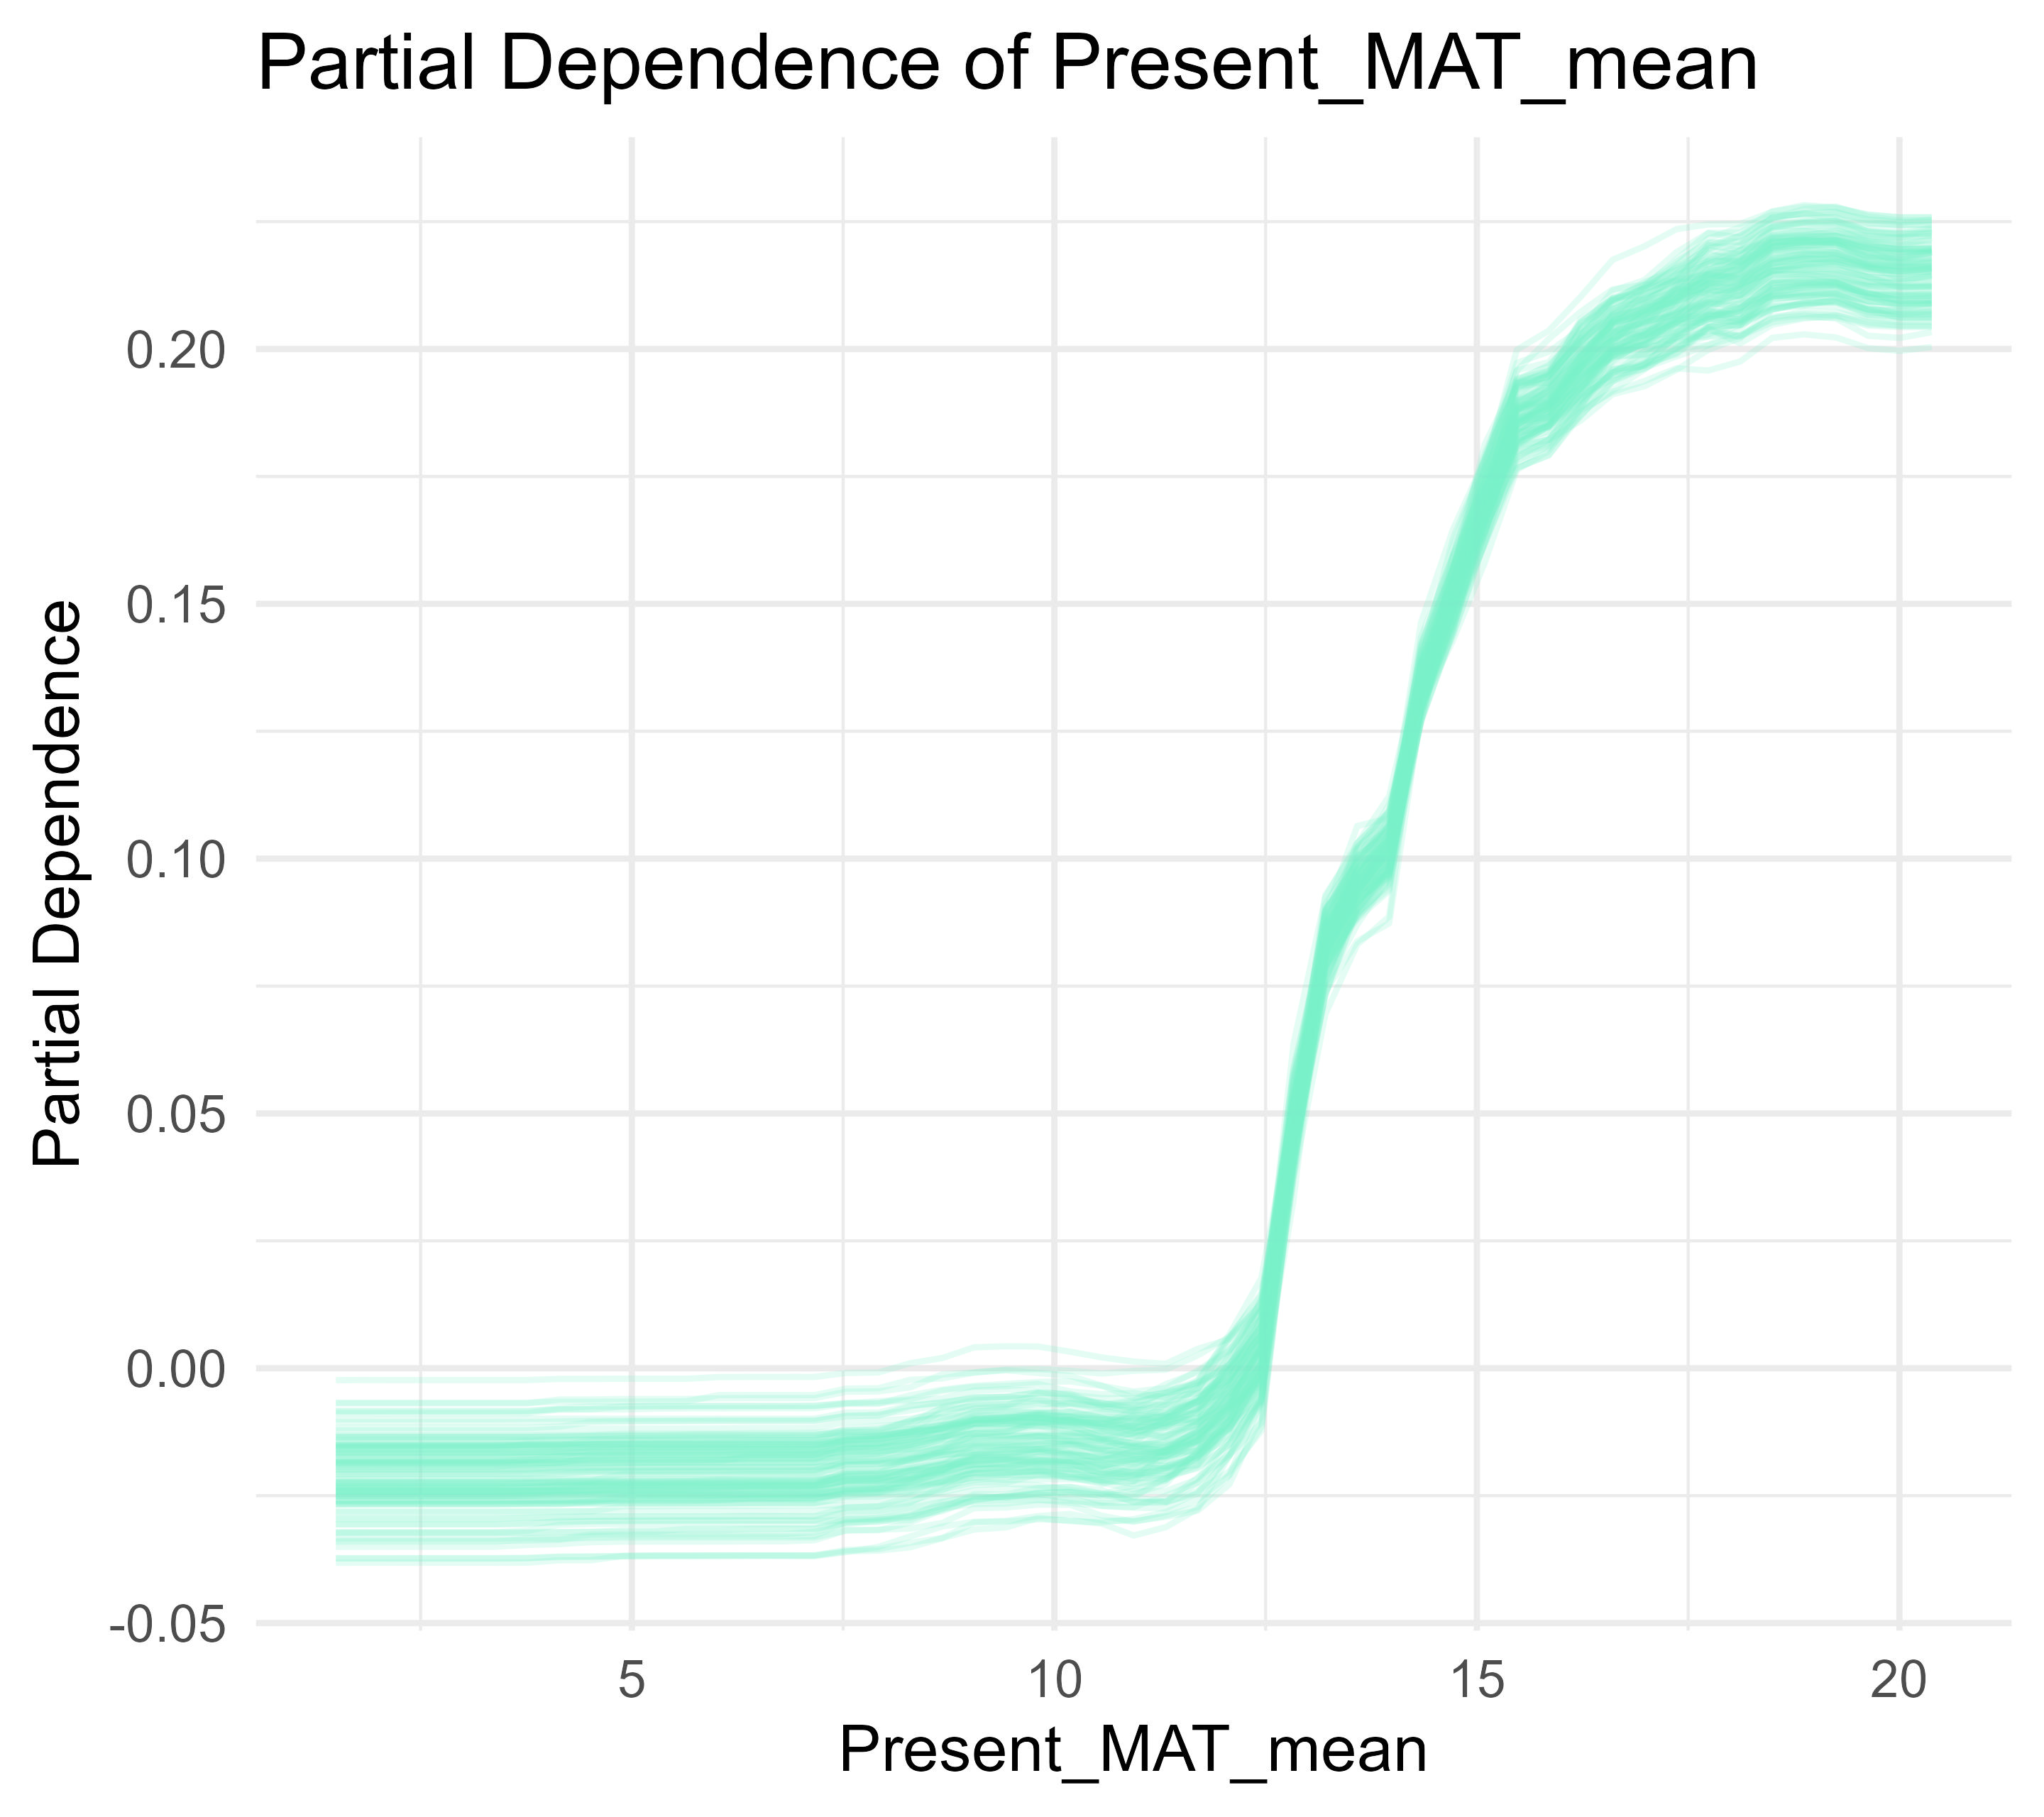 Partial Dependence of Present_MAT_mean
Partial Dependence
0.20
0.15
0.10
0.05
0.00
-0.05
5 10 15 20
Present_MAT_mean